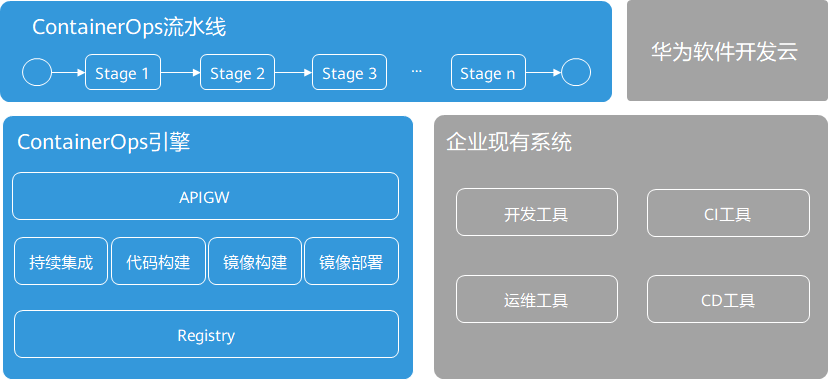 ContainerOps流水线
Stage 1
Stage 2
Stage 3
...
Stage n
华为软件开发云
ContainerOps引擎
APIGW
持续集成
代码构建
镜像构建
镜像部署
Registry
企业现有系统
开发工具
CI工具
运维工具
CD工具